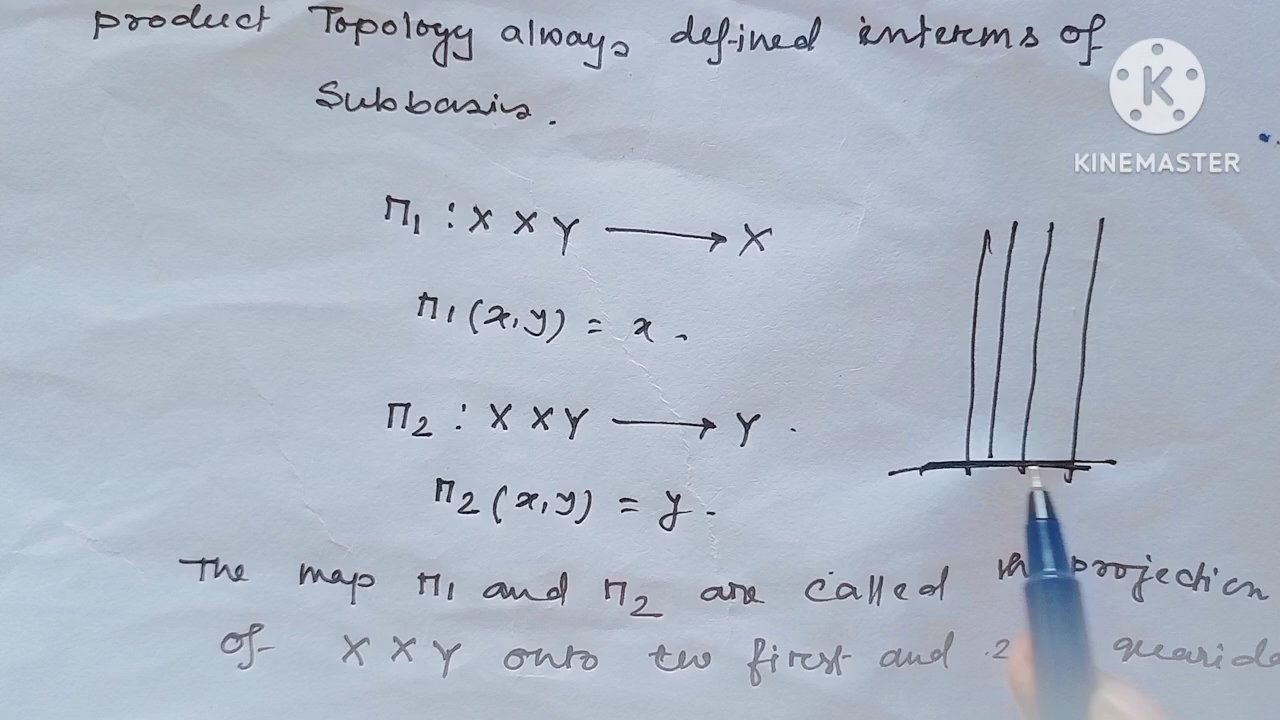 product Topology always defined interms of
Subbasis.
K
KINEMASTER
π1 : X X Y → X
π1(x,y) = x.
π2 : X X Y → Y.
π2(x,y) = y.
The map π1 and π2 are called projection
of X X Y onto the first and 2